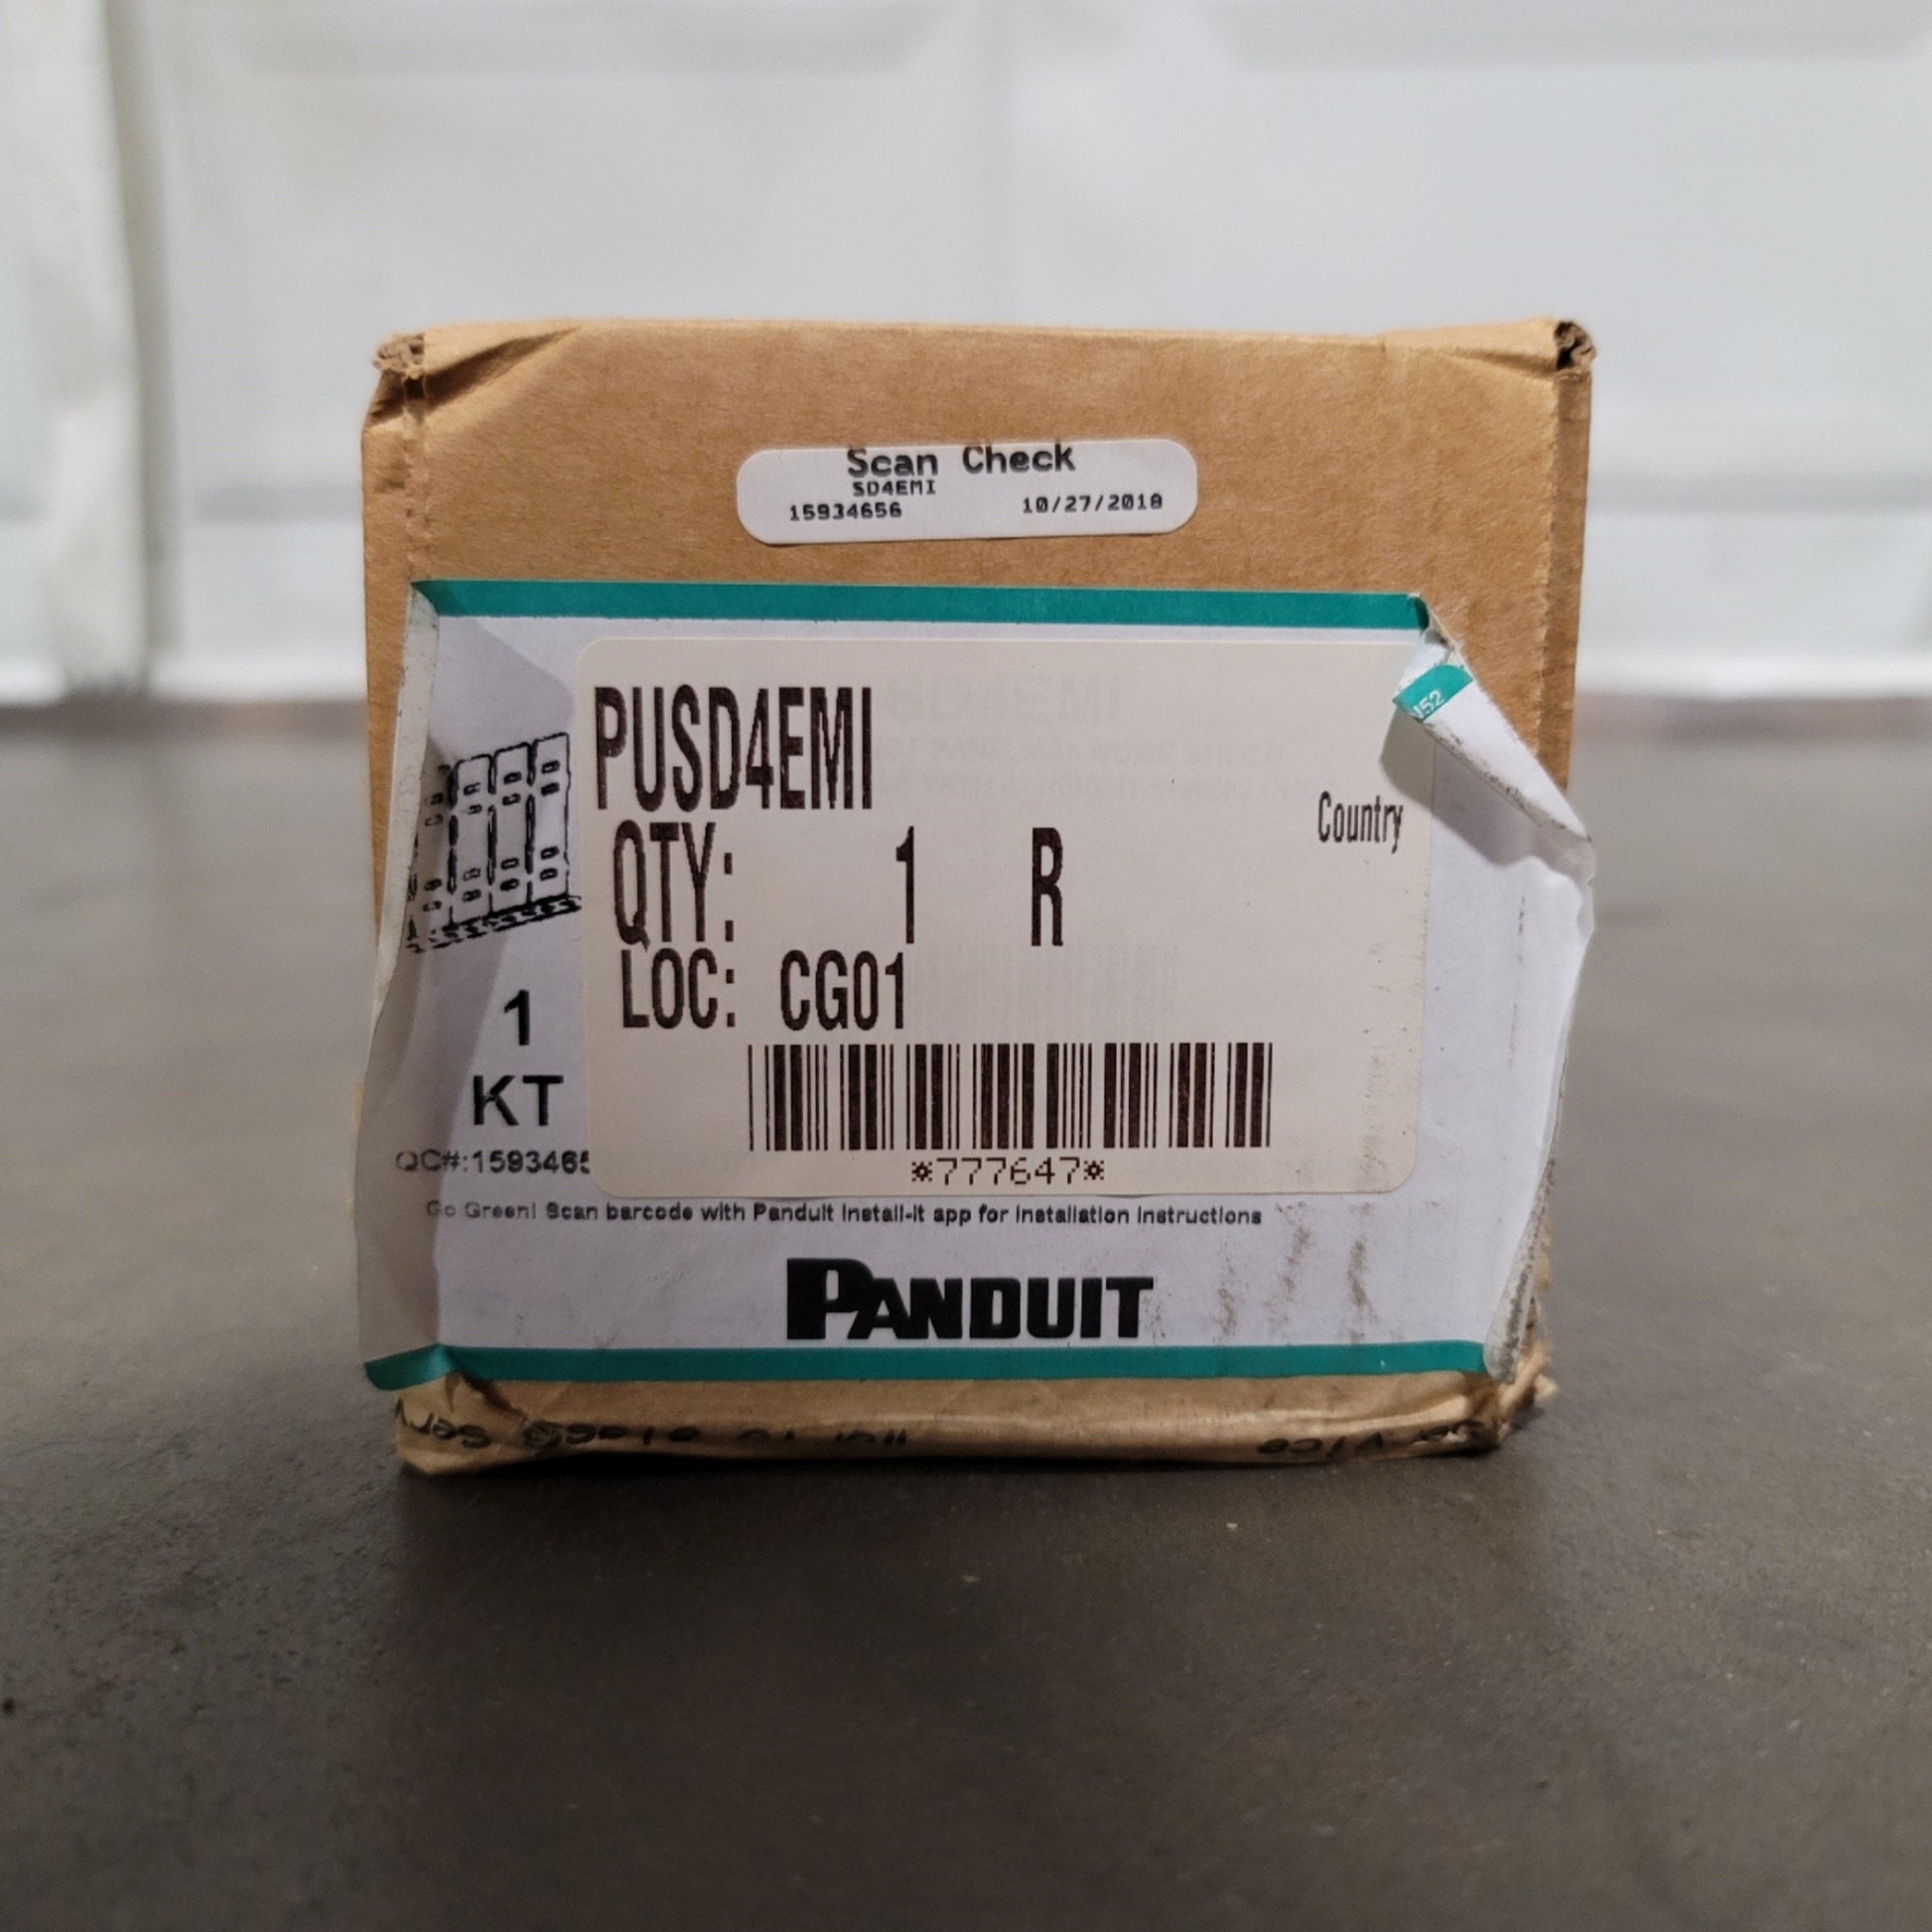 Scan Check
SD4EMI
15934656 10/27/2018
J52
PUSD4EMI
Country
QTY: 1 R
LOC: CG01
1
KT
*777647*
QC#:1593465
Go Green! Scan barcode with Panduit Install-It app for installation instructions
PANDUIT